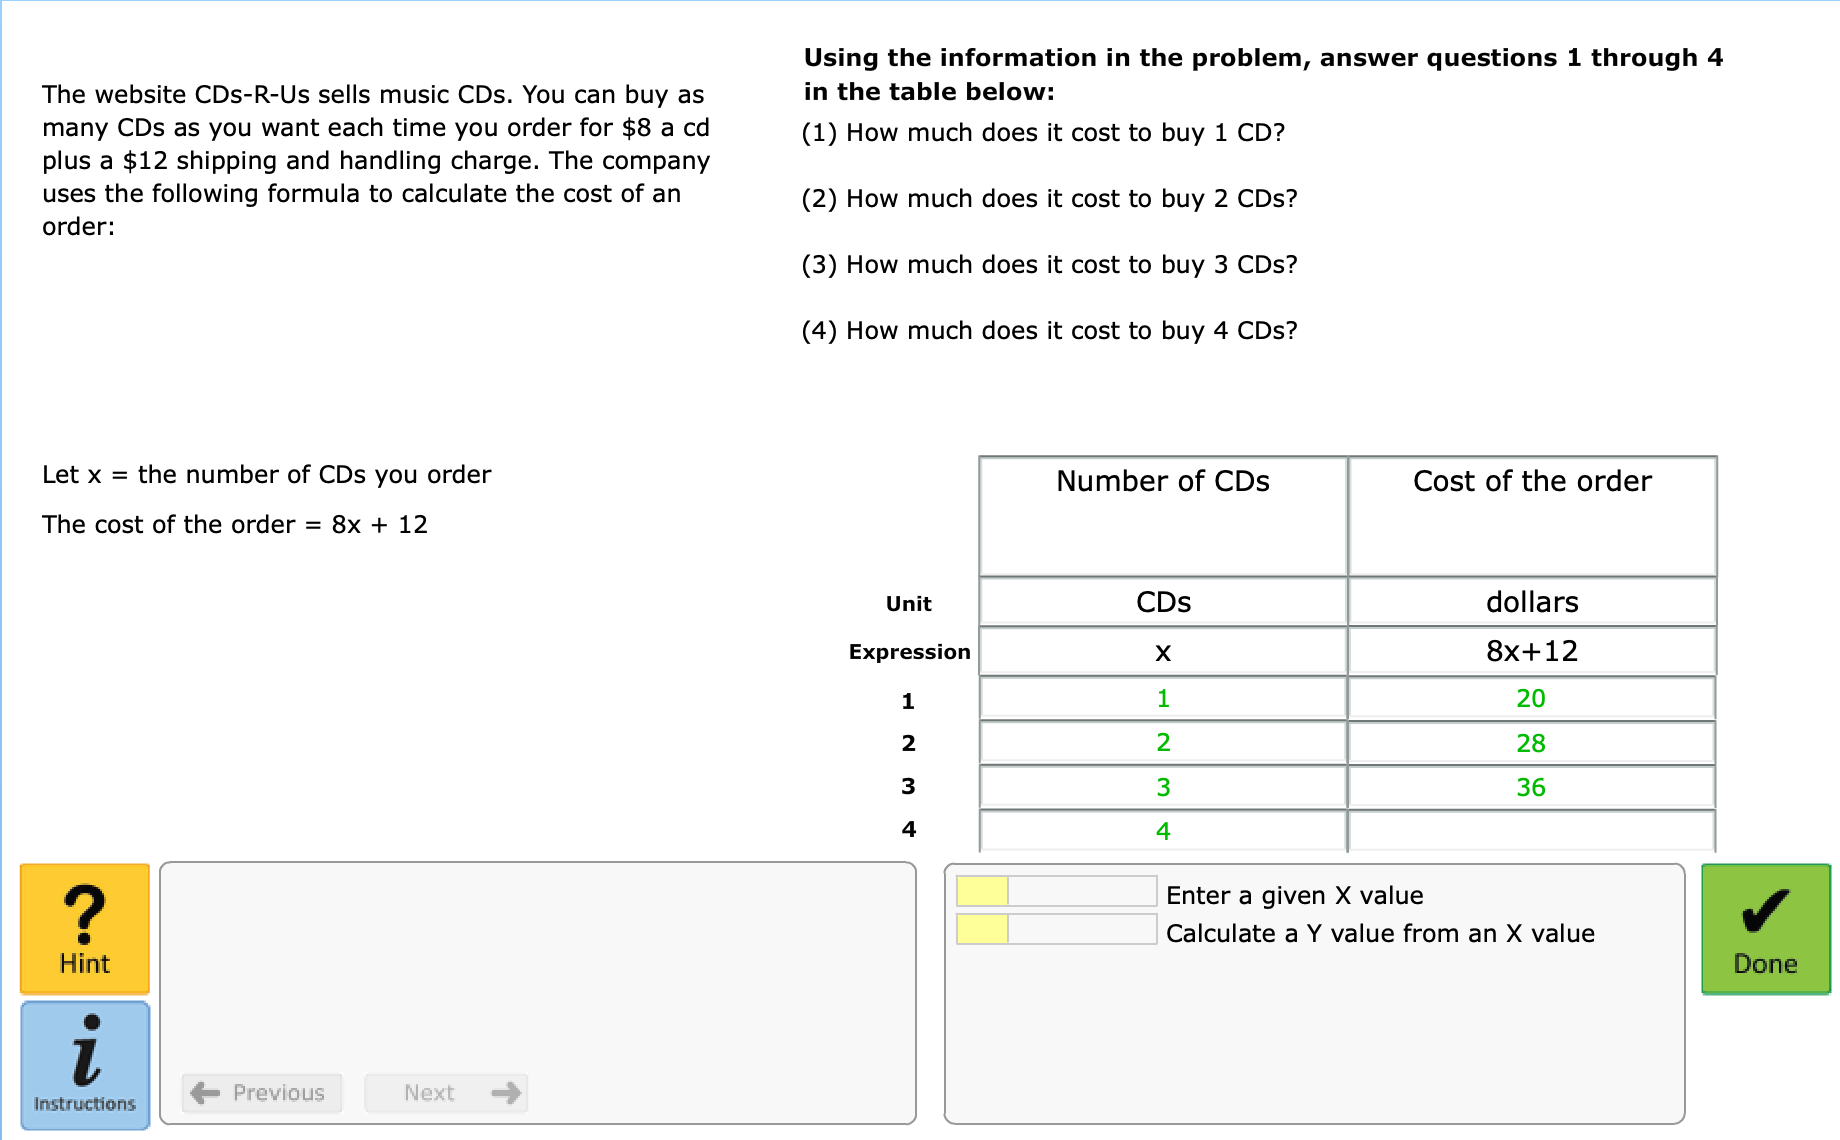 The website CDs-R-Us sells music CDs. You can buy as
many CDs as you want each time you order for $8 a cd
plus a $12 shipping and handling charge. The company
uses the following formula to calculate the cost of an
order:
Let x = the number of CDs you order
The cost of the order = 8x + 12
Using the information in the problem, answer questions 1 through 4
in the table below:
(1) How much does it cost to buy 1 CD?
(2) How much does it cost to buy 2 CDs?
(3) How much does it cost to buy 3 CDs?
(4) How much does it cost to buy 4 CDs?
Number of CDs Cost of the order
Unit CDs dollars
Expression x 8x+12
1 1 20
2 2 28
3 3 36
4 4
? Hint
i Instructions
Previous Next
Enter a given X value
Calculate a Y value from an X value
Done